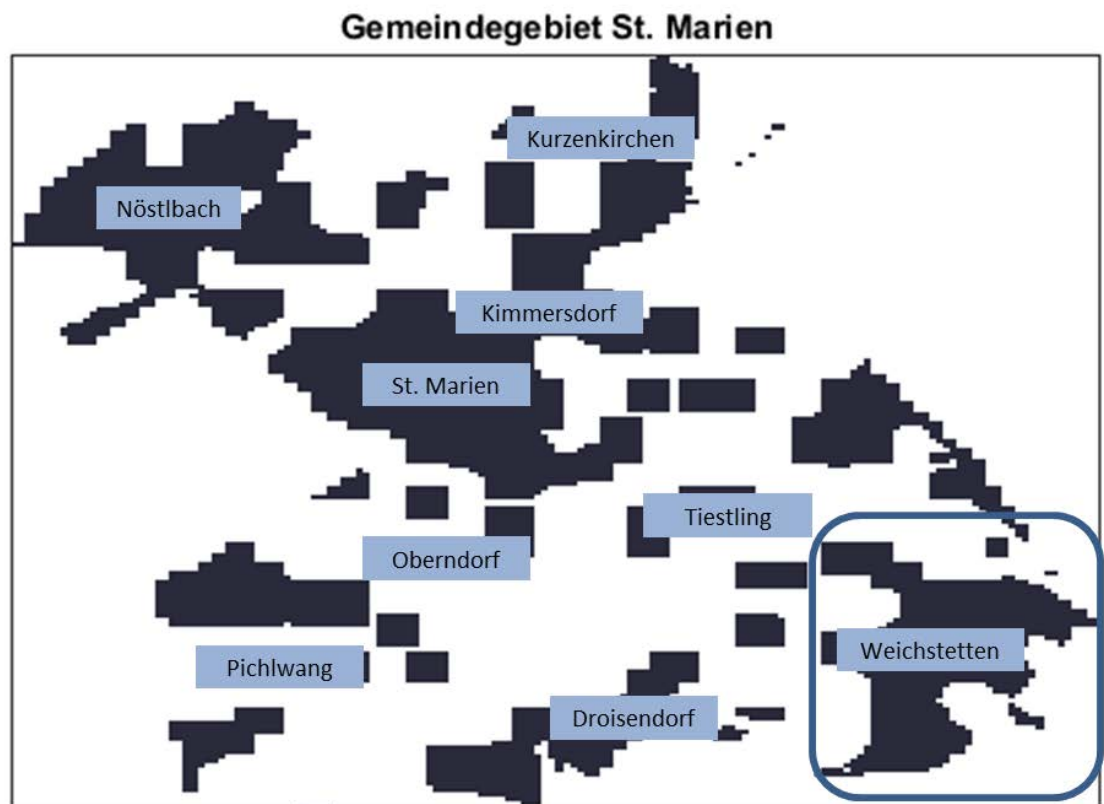 Gemeindegebiet St. Marien
Kurzenkirchen
Nöstlbach
Kimmersdorf
St. Marien
Tiestling
Oberndorf
Weichstetten
Pichlwang
Droisendorf